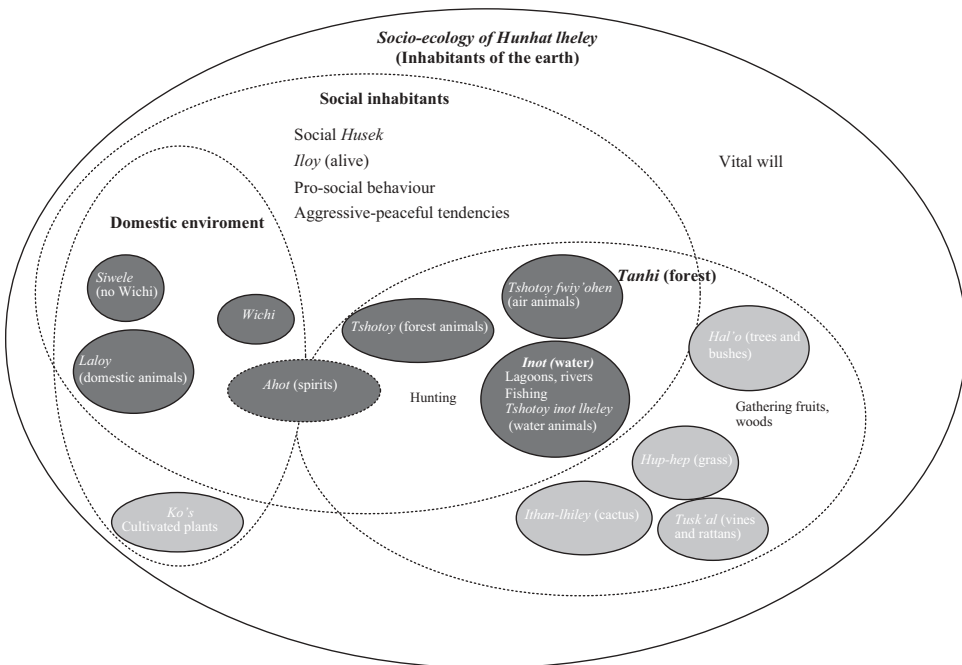 Socio-ecology of Hunhat lheley
(Inhabitants of the earth)
Social inhabitants
Social Husek
Iloy (alive)
Pro-social behaviour
Aggressive-peaceful tendencies
Vital will
Domestic enviroment
Siwele
(no Wichi)
Wichi
Laloy
(domestic animals)
Ahot (spirits)
Tanhi (forest)
Tshotoy fwiy'ohen
(air animals)
Tshotoy (forest animals)
Inot (water)
Lagoons, rivers
Fishing
Tshotoy inot lheley
(water animals)
Hunting
Hal'o (trees and
bushes)
Gathering fruits,
woods
Hup-hep (grass)
Ithan-lhiley (cactus)
Tusk'al (vines
and rattans)
Ko's
Cultivated plants